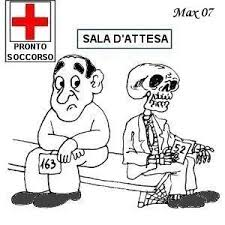 Max 07
PRONTO
SOCCORSO
SALA D'ATTESA
163
52